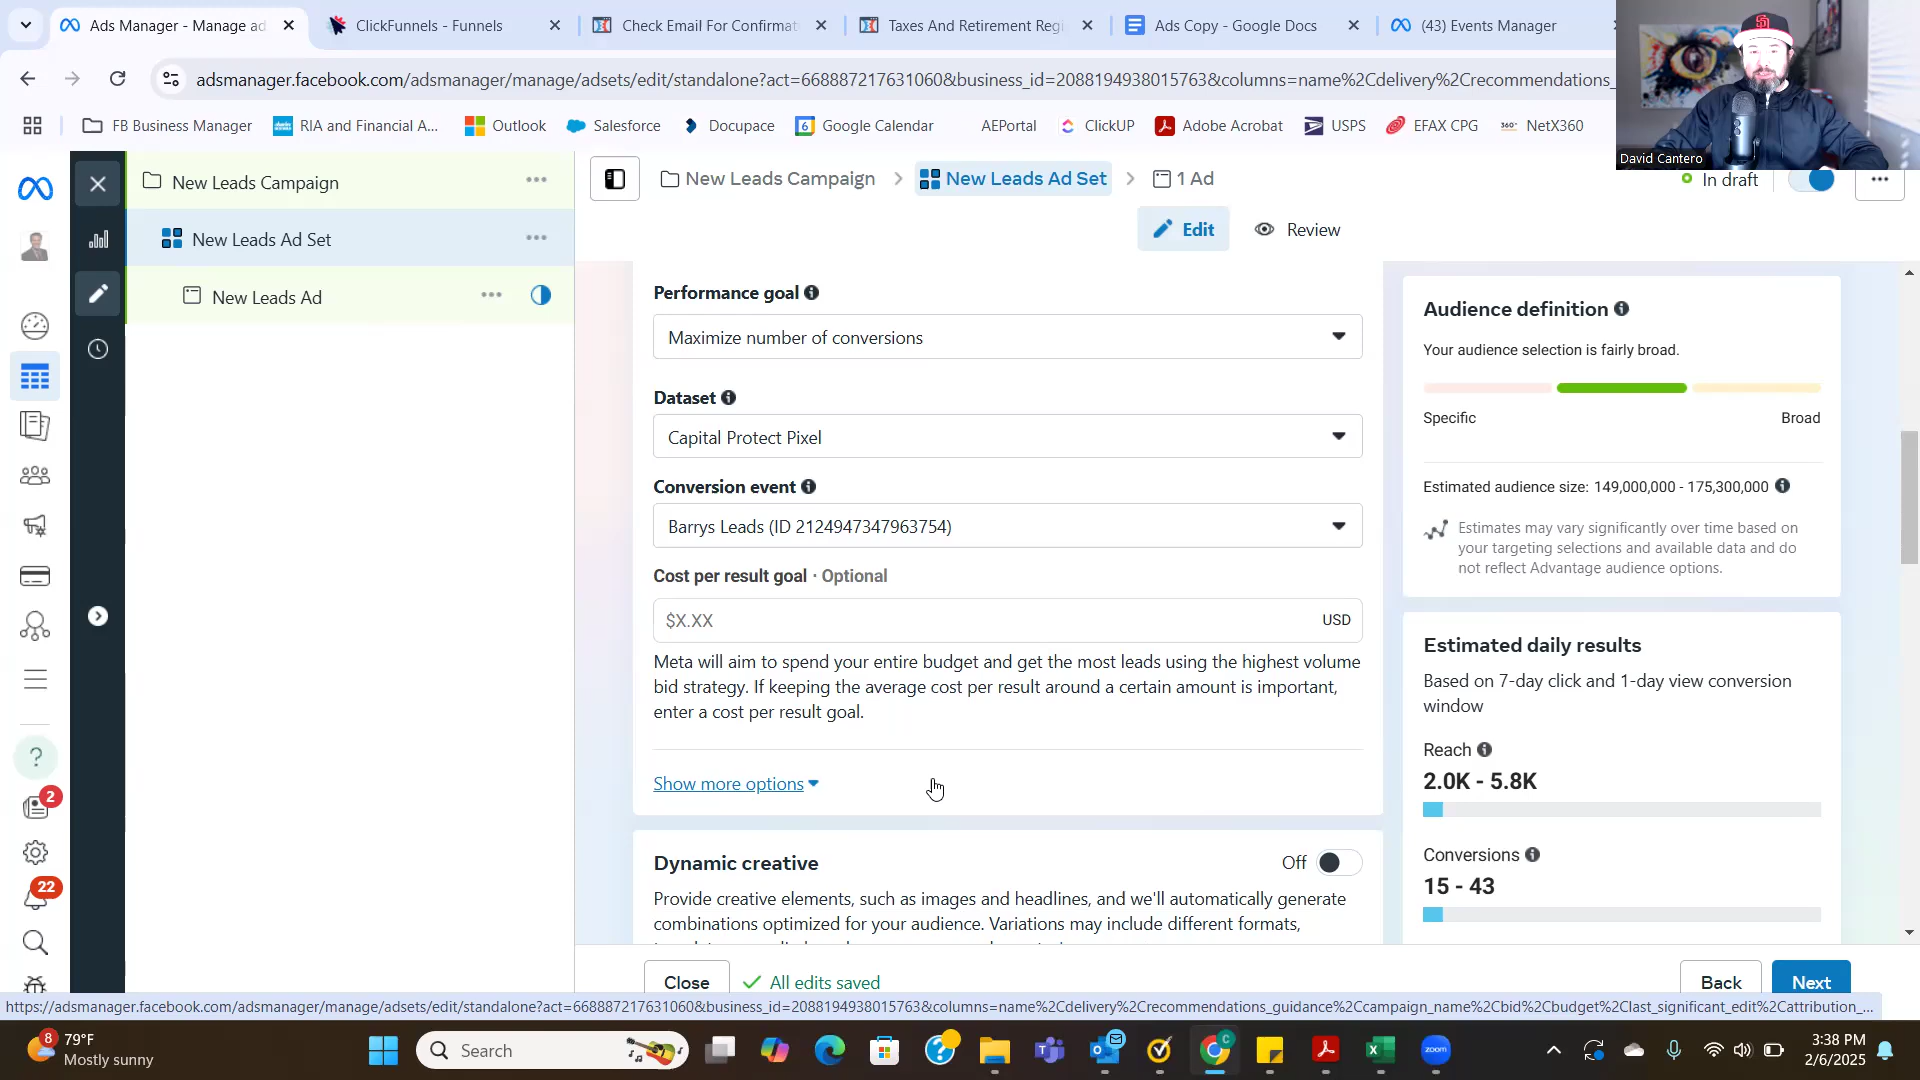 Ads Manager - Manage ad
ClickFunnels - Funnels
Check Email For Confirmat
Taxes And Retirement Regi
Ads Copy - Google Docs
(43) Events Manager
adsmanager.facebook.com/adsmanager/manage/adsets/edit/standalone?act=668887217631060&business_id=2088194938015763&columns=name%2Cdelivery%2Crecommendations_
FB Business Manager
RIA and Financial A...
Outlook
Salesforce
Docupace
6
Google Calendar
AEPortal
ClickUP
Adobe Acrobat
USPS
EFAX CPG
360°
NetX360
David Cantero
New Leads Campaign
New Leads Ad Set
New Leads Ad
New Leads Campaign
New Leads Ad Set
1 Ad
In draft
Edit
Review
Performance goal
Maximize number of conversions
Dataset
Capital Protect Pixel
Conversion event
Barrys Leads (ID 2124947347963754)
Cost per result goal · Optional
$X.XX
USD
Meta will aim to spend your entire budget and get the most leads using the highest volume
bid strategy. If keeping the average cost per result around a certain amount is important,
enter a cost per result goal.
Show more options
Dynamic creative
Off
Provide creative elements, such as images and headlines, and we'll automatically generate
combinations optimized for your audience. Variations may include different formats,
Audience definition
Your audience selection is fairly broad.
Specific
Broad
Estimated audience size: 149,000,000 - 175,300,000
Estimates may vary significantly over time based on
your targeting selections and available data and do
not reflect Advantage audience options.
Estimated daily results
Based on 7-day click and 1-day view conversion
window
Reach
2.0K - 5.8K
Conversions
15 - 43
2
22
Close
All edits saved
Back
Next
https://adsmanager.facebook.com/adsmanager/manage/adsets/edit/standalone?act=668887217631060&business_id=2088194938015763&columns=name%2Cdelivery%2Crecommendations_guidance%2Ccampaign_name%2Cbid%2Cbudget%2Clast_significant_edit%2Cattribution_...
8
79°F
Mostly sunny
Search
zoom
C
3:38 PM
2/6/2025